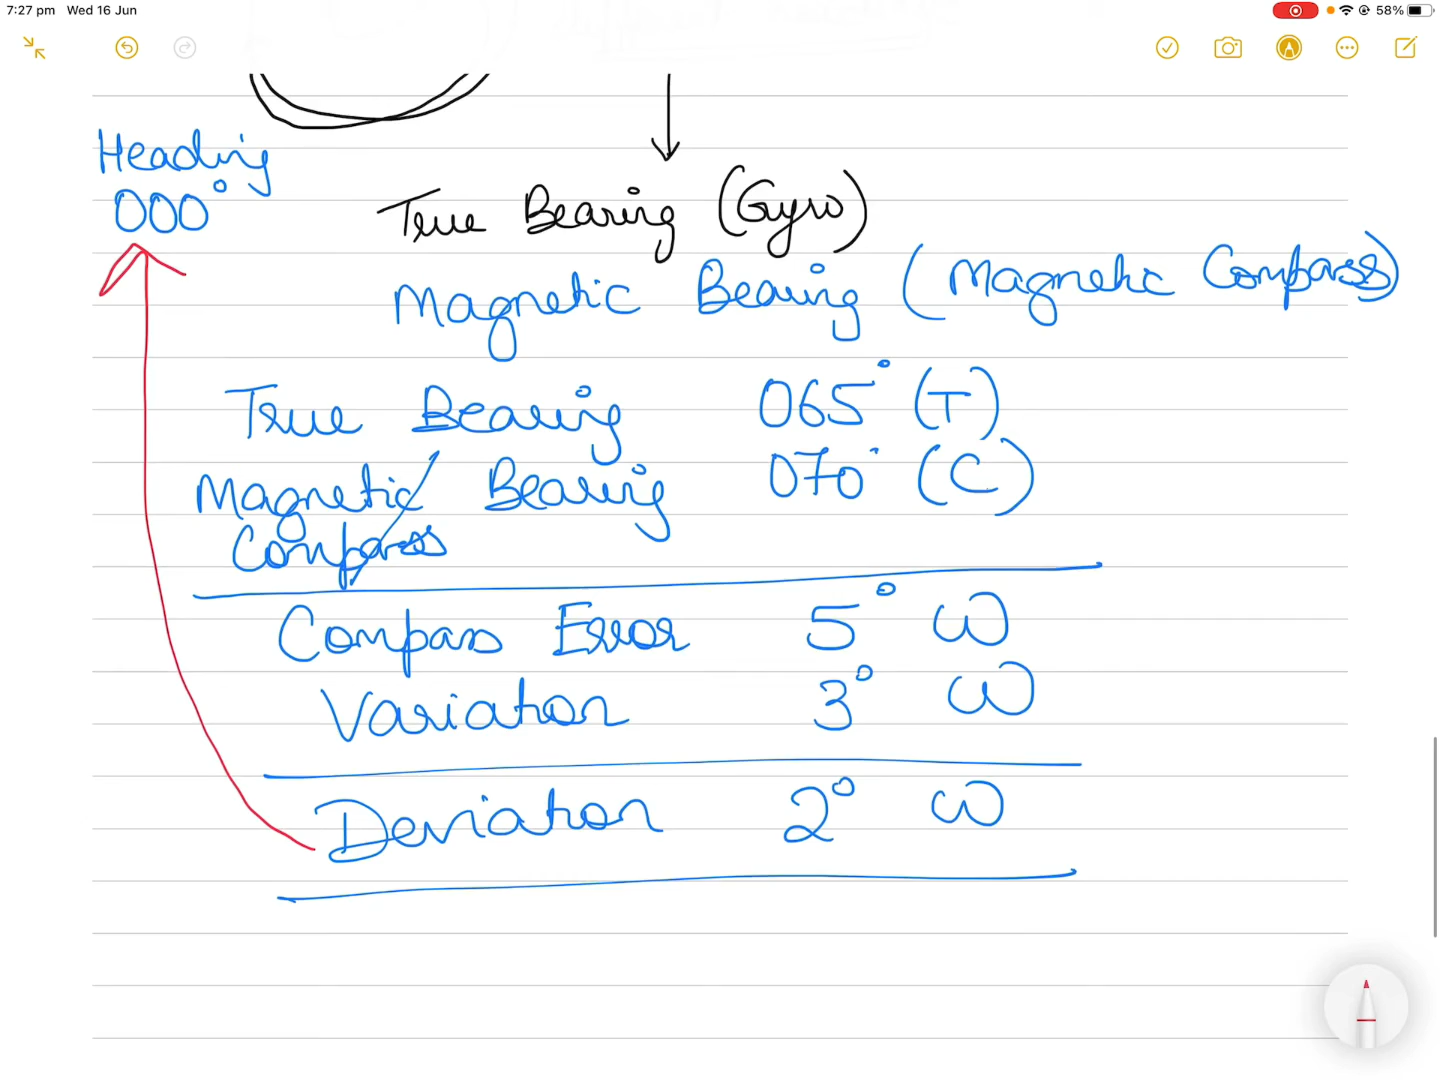 7:27 pm Wed 16 Jun 58%
Heading
000°
True Bearing (Gyro)
Magnetic Bearing (Magnetic Compass)
True Bearing 065° (T)
Magnetic Bearing 070° (C)
Compass
Compass Error 5° W
Variation 3° W
Deviation 2° W